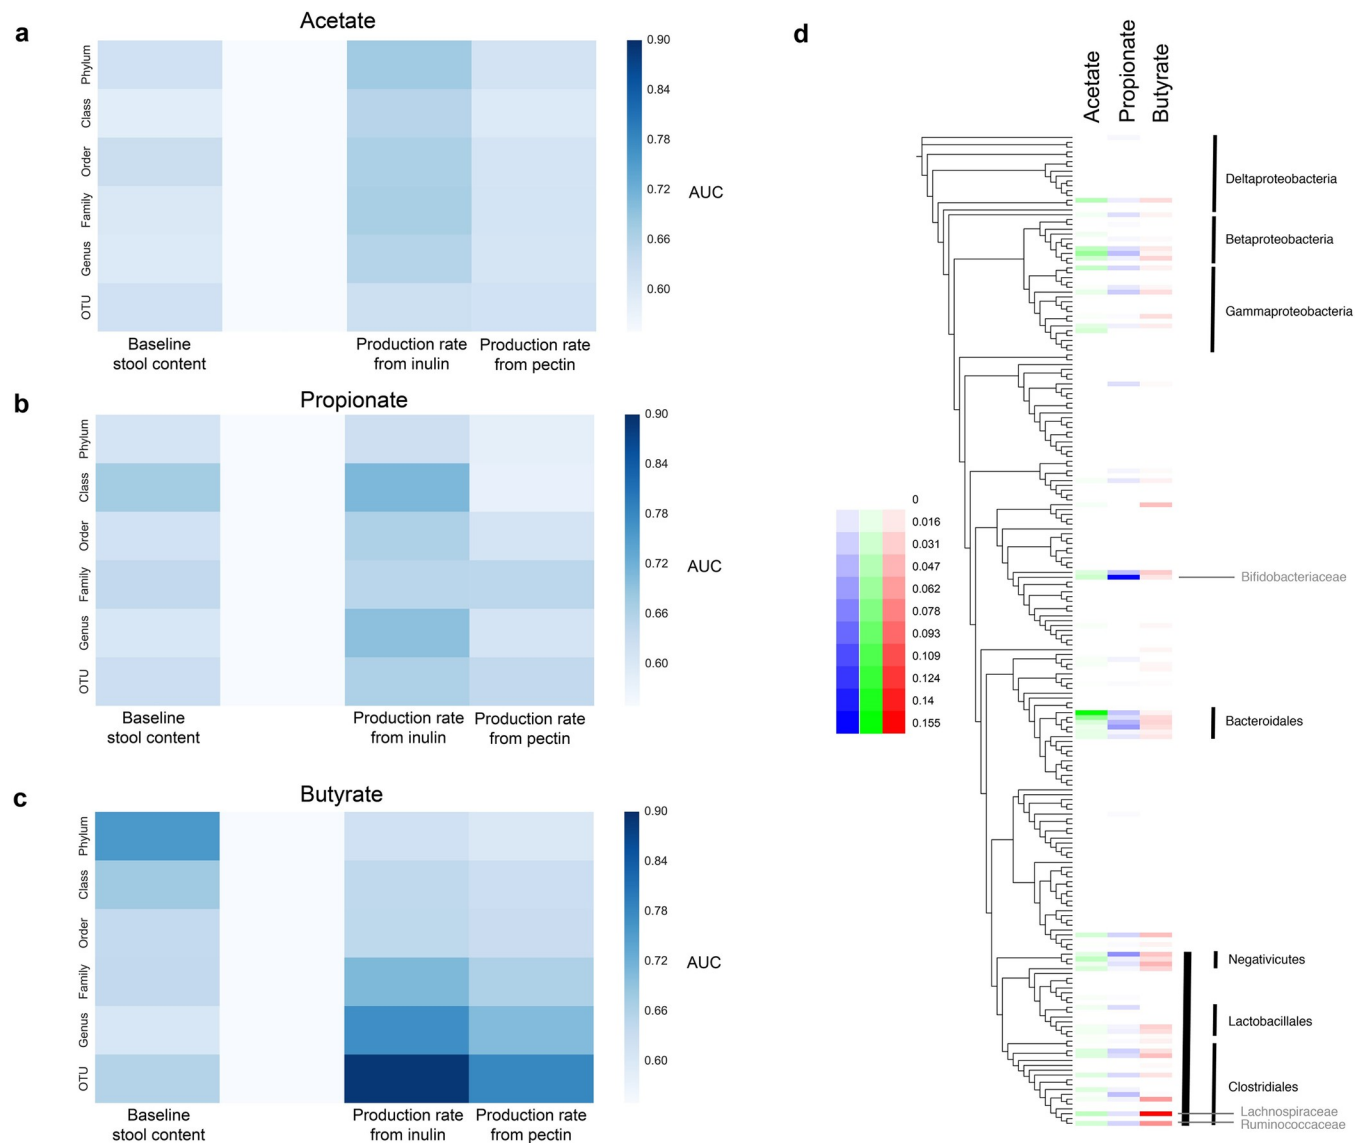 a
Acetate
Phylum
Class
Order
Family
Genus
OTU
Baseline
stool content
Production rate
from inulin
Production rate
from pectin
0.90
0.84
0.78
0.72
0.66
0.60
AUC
b
Propionate
Phylum
Class
Order
Family
Genus
OTU
Baseline
stool content
Production rate
from inulin
Production rate
from pectin
0.90
0.84
0.78
0.72
0.66
0.60
AUC
c
Butyrate
Phylum
Class
Order
Family
Genus
OTU
Baseline
stool content
Production rate
from inulin
Production rate
from pectin
0.90
0.84
0.78
0.72
0.66
0.60
AUC
d
Acetate
Propionate
Butyrate
0
0.016
0.031
0.047
0.062
0.078
0.093
0.109
0.124
0.14
0.155
Deltaproteobacteria
Betaproteobacteria
Gammaproteobacteria
Bifidobacteriaceae
Bacteroidales
Negativicutes
Lactobacillales
Clostridiales
Lachnospiraceae
Ruminococcaceae